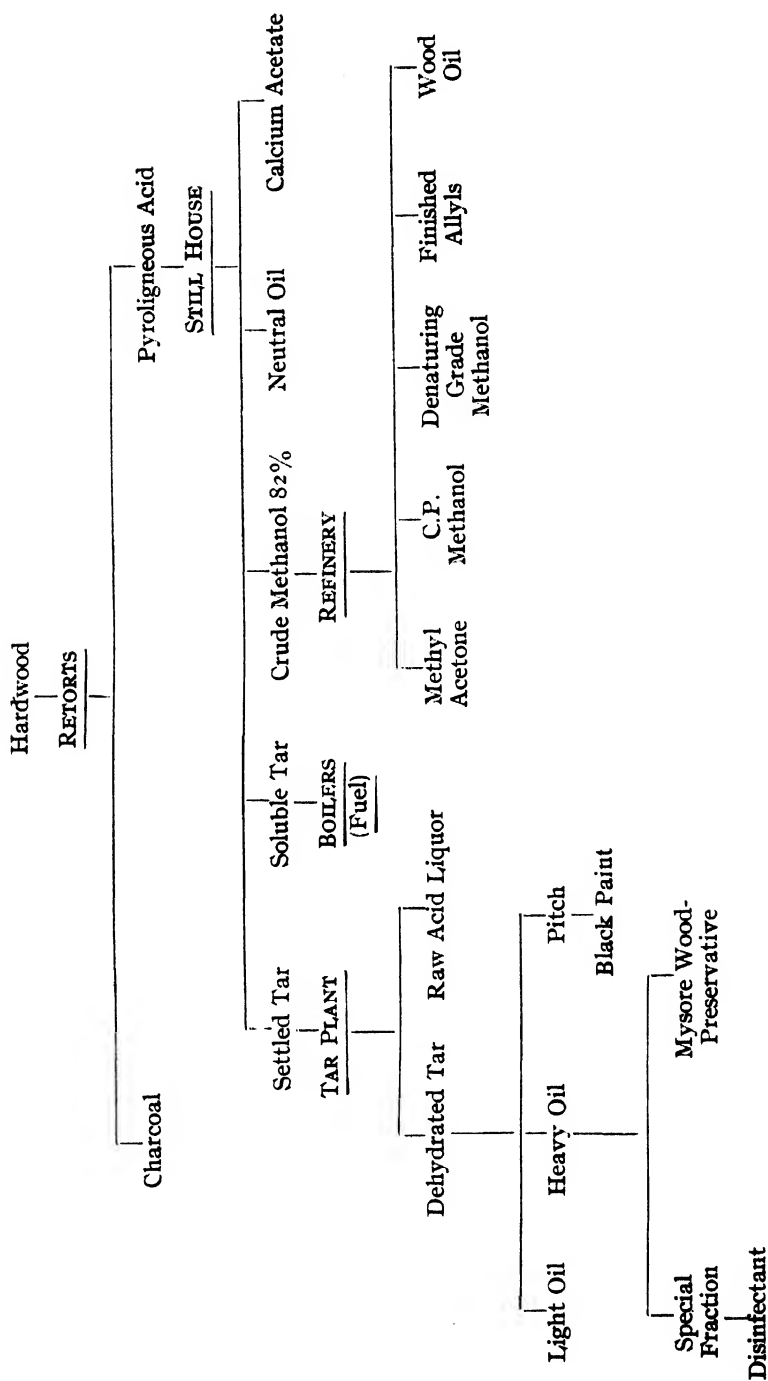 Hardwood
RETORTS
Charcoal
Pyroligneous Acid
STILL HOUSE
Settled Tar
Soluble Tar
Crude Methanol 82%
Neutral Oil
Calcium Acetate
TAR PLANT
BOILERS
(Fuel)
REFINERY
Dehydrated Tar
Raw Acid Liquor
Methyl
Acetone
C.P.
Methanol
Denaturing
Grade
Methanol
Finished
Allyls
Wood
Oil
Light Oil
Heavy Oil
Pitch
Black Paint
Special
Fraction
Mysore Wood-
Preservative
Disinfectant